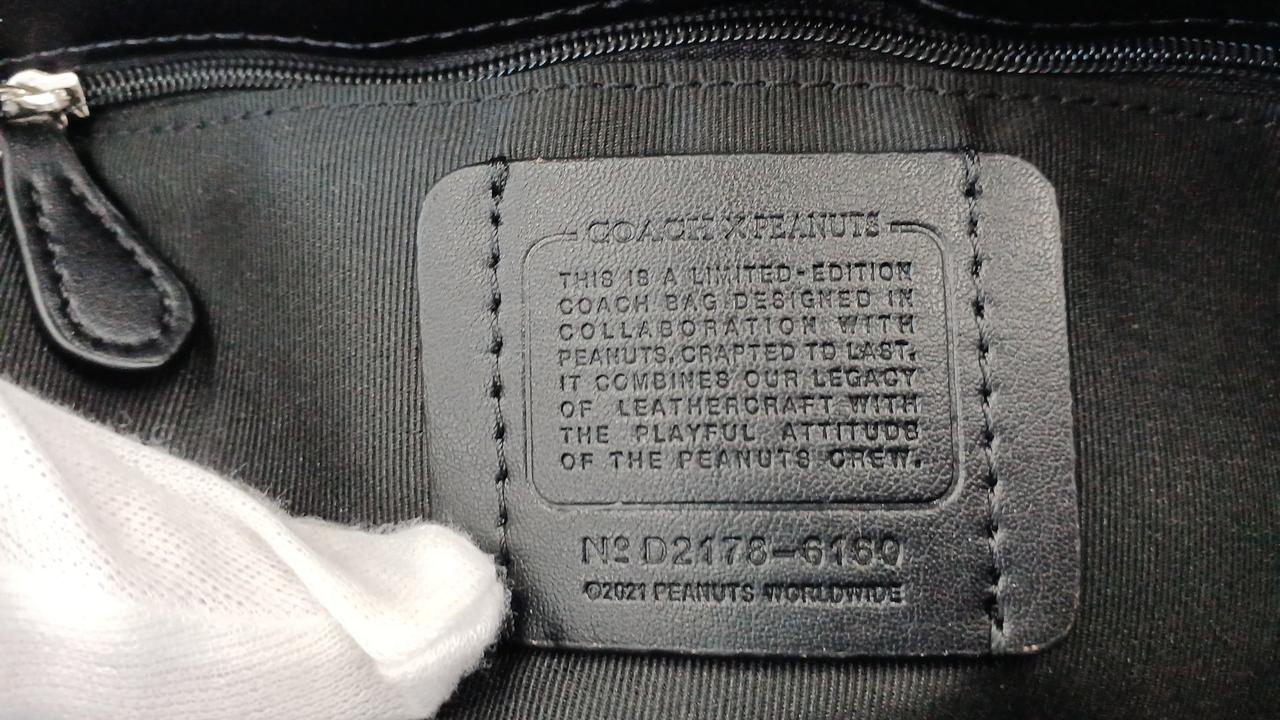 COACH X PEANUTS
THIS IS A LIMITED-EDITION
COACH BAG DESIGNED IN
COLLABORATION WITH
PEANUTS. CRAFTED TO LAST,
IT COMBINES OUR LEGACY
OF LEATHERCRAFT WITH
THE PLAYFUL ATTITUDE
OF THE PEANUTS CREW.
Nº D2178-6160
©2021 PEANUTS WORLDWIDE